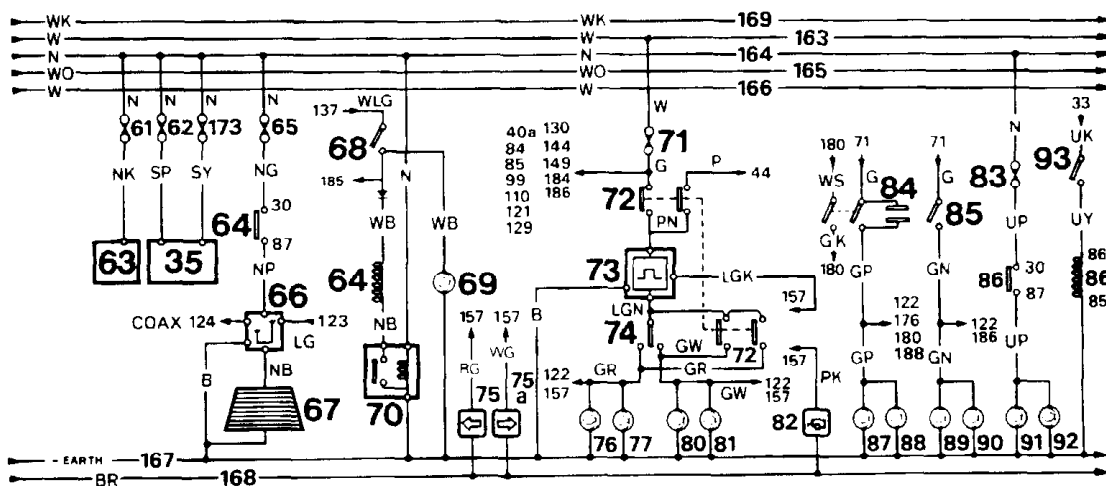 WK WK 169
W W 163
N N 164
WO WO 165
W W 166
N N N N WLG W 33
137 N UK
61 62 173 65 68 40a 130 71 180 71 71 83 93
84 144
85 149 G P
99 184 44
110 186
121
129
NK SP SY NG 185 N 72 WS G 84 G 85 UP UY
64 30 WB WB PN GK 86 30 86
87 180 87 86
63 35 NP 64 69 73 LGK GP GN 85
66 157 157 B LGN 157 122 122 UP
COAX 124 123 NB RG WG 74 GW 72 176 186
LG 75 75a GR 157 180
B NB 122 GR 122 PK 188
157 GW 157 GP GN
67 70 76 77 80 81 82 87 88 89 90 91 92
- EARTH 167
BR 168